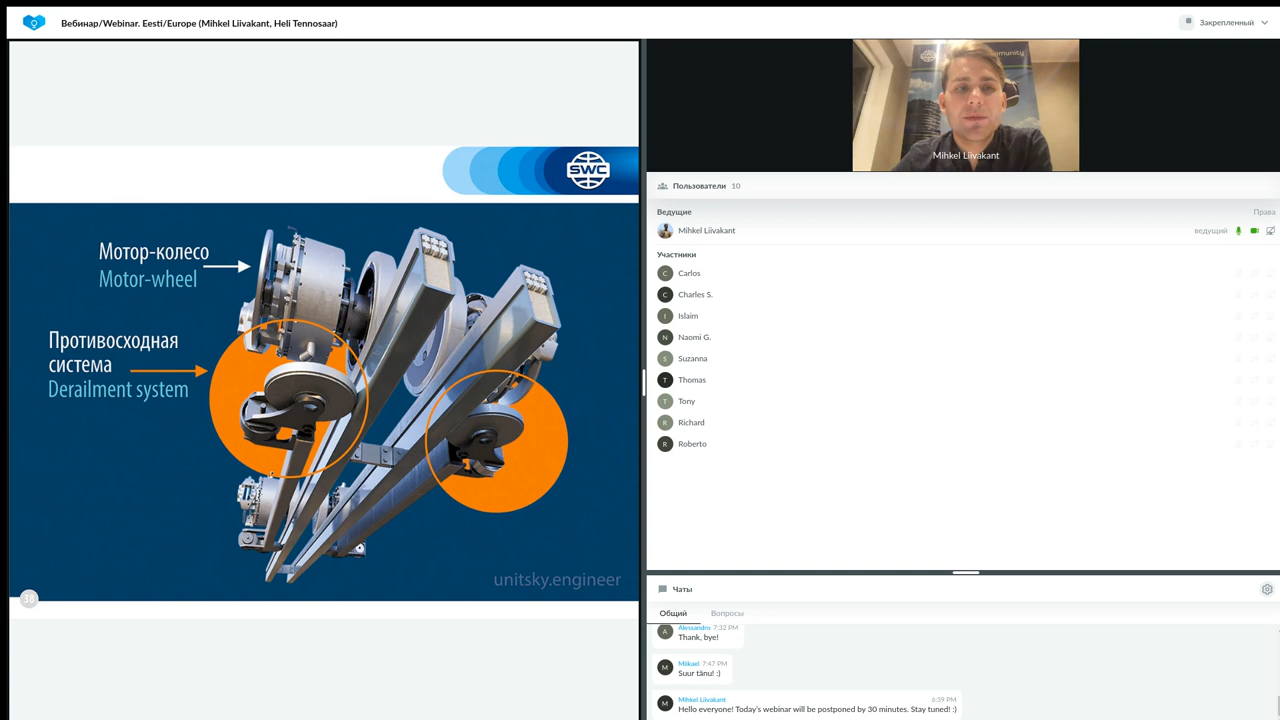 Вебинар/Webinar. Eesti/Europe (Mihkel Liivakant, Heli Tennosaar)
Закрепленный
SWC
Мотор-колесо
Motor-wheel
Противосходная
система
Derailment system
unitsky.engineer
38
Mihkel Liivakant
Пользователи 10
Ведущие Права
Mihkel Liivakant ведущий
Участники
C Carlos
C Charles S.
I Islaim
N Naomi G.
S Suzanna
T Thomas
T Tony
R Richard
R Roberto
Чаты
Общий Вопросы
A Alessandro 7:32 PM
Thank, bye!
M Miikael 7:47 PM
Suur tänu! :)
M Mihkel Liivakant 6:39 PM
Hello everyone! Today's webinar will be postponed by 30 minutes. Stay tuned! :)